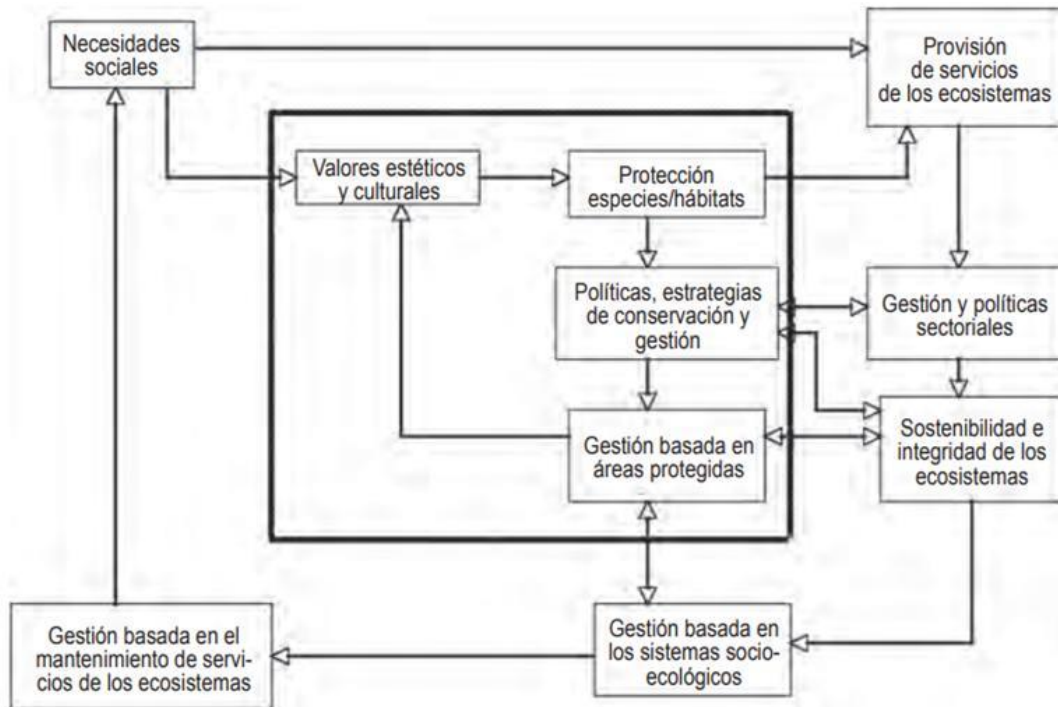 Necesidades
sociales
Provisión
de servicios
de los ecosistemas
Valores estéticos
y culturales
Protección
especies/hábitats
Políticas, estrategias
de conservación y
gestión
Gestión y políticas
sectoriales
Gestión basada en
áreas protegidas
Sostenibilidad e
integridad de los
ecosistemas
Gestión basada en el
mantenimiento de servi-
cios de los ecosistemas
Gestión basada en
los sistemas socio-
ecológicos